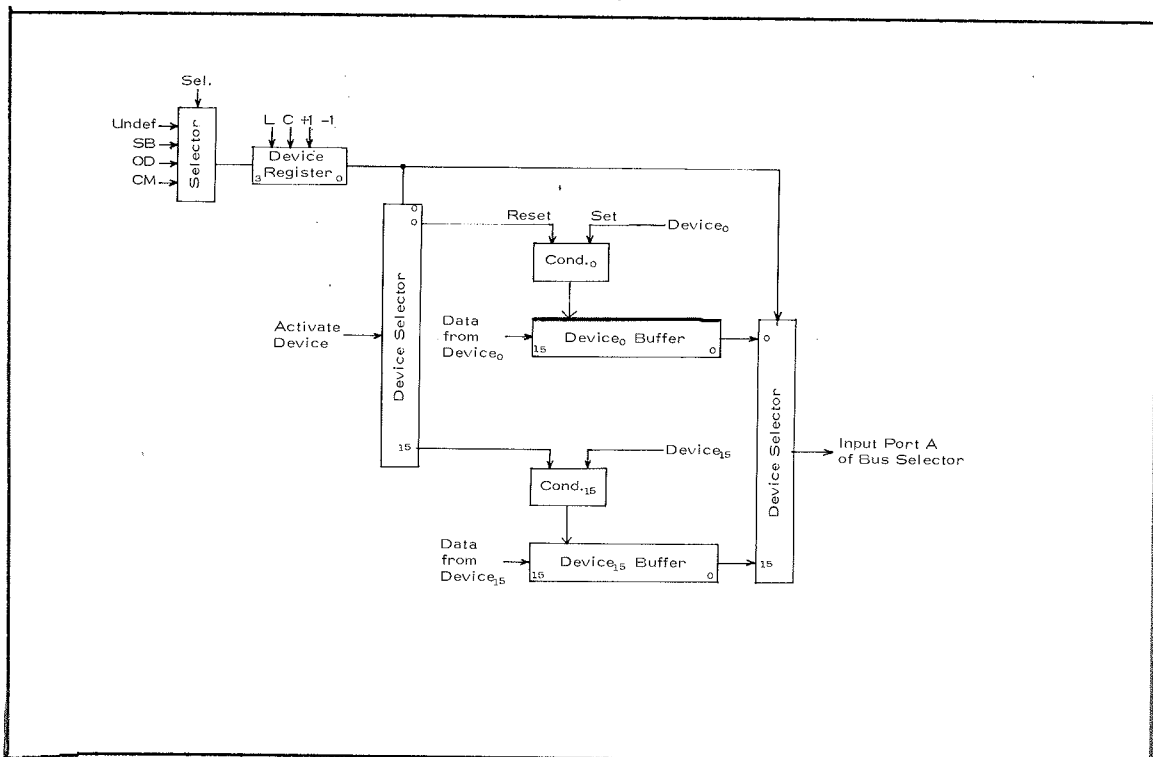 Sel.
Undef
SB
OD
CM
Selector
L C +1 -1
Device
Register
3 0
0
0
15
Device Selector
Activate
Device
Reset Set
Device₀
Cond.₀
Data
from
Device₀
Device₀ Buffer
15 0
Device₁₅
Cond.₁₅
Data
from
Device₁₅
Device₁₅ Buffer
15 0
0
15
Device Selector
Input Port A
of Bus Selector